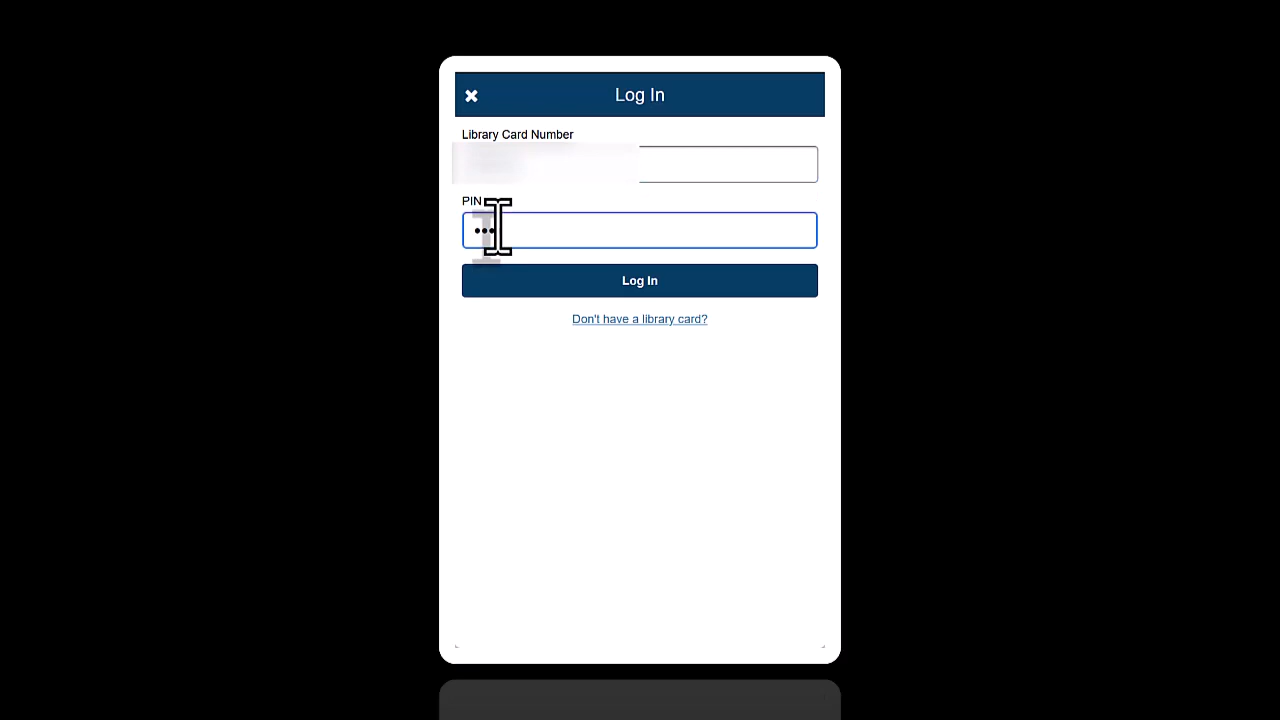 Log In
Library Card Number
PIN
•••
Log In
Don't have a library card?